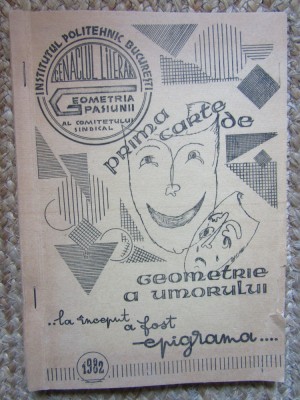 INSTITUTUL POLITEHNIC BUCUREȘTI
CENACLUL LITERAR
GEOMETRIA
PASIUNII
AL COMITETULUI
SINDICAL
prima carte de
GEOMETRIE
A UMORULUI
..la început
a fost
epigrama....
1982